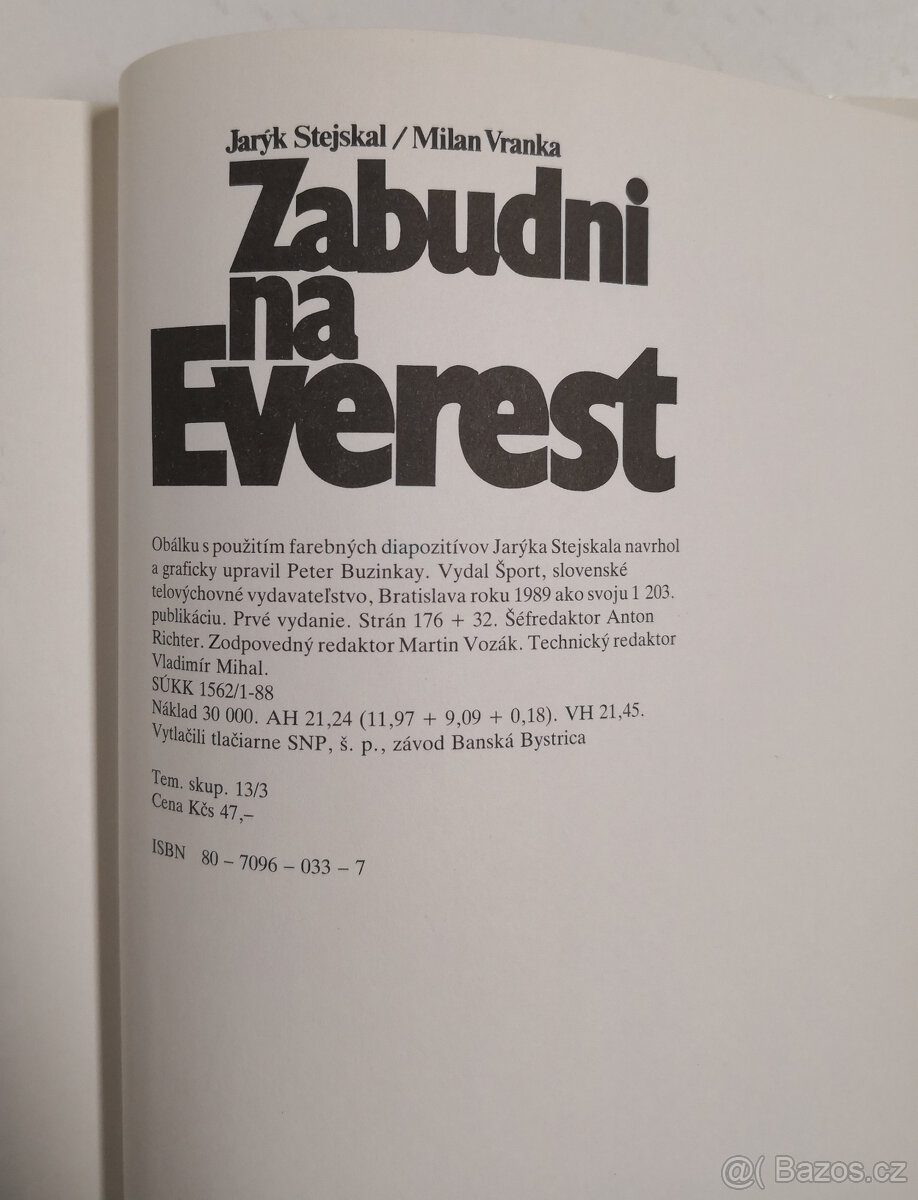 Jarýk Stejskal / Milan Vranka
Zabudni
na
Everest
Obálku s použitím farebných diapozitívov Jarýka Stejskala navrhol
a graficky upravil Peter Buzinkay. Vydal Šport, slovenské
telovýchovné vydavateľstvo, Bratislava roku 1989 ako svoju 1 203.
publikáciu. Prvé vydanie. Strán 176 + 32. Šéfredaktor Anton
Richter. Zodpovedný redaktor Martin Vozák. Technický redaktor
Vladimír Mihal.
SÚKK 1562/1-88
Náklad 30 000. AH 21,24 (11,97 + 9,09 + 0,18). VH 21,45.
Vytlačili tlačiarne SNP, š. p., závod Banská Bystrica
Tem. skup. 13/3
Cena Kčs 47,–
ISBN 80 – 7096 – 033 – 7
@( Bazos.cz